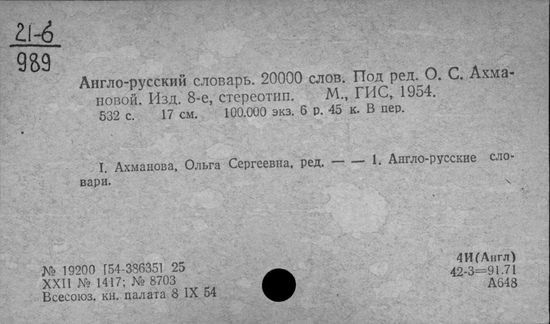 21-6
989
Англо-русский словарь. 20000 слов. Под ред. О. С. Ахма-
новой. Изд. 8-е, стереотип. М., ГИС, 1954.
532 с. 17 см. 100.000 экз. 6 р. 45 к. В пер.
I. Ахманова, Ольга Сергеевна, ред. — — 1. Англо-русские сло-
вари.
№ 19200 [54-38635] 25
XXII № 1417; № 8703
Всесоюз. кн. палата 8 IX 54
4И(Англ)
42-3=91.71
А648